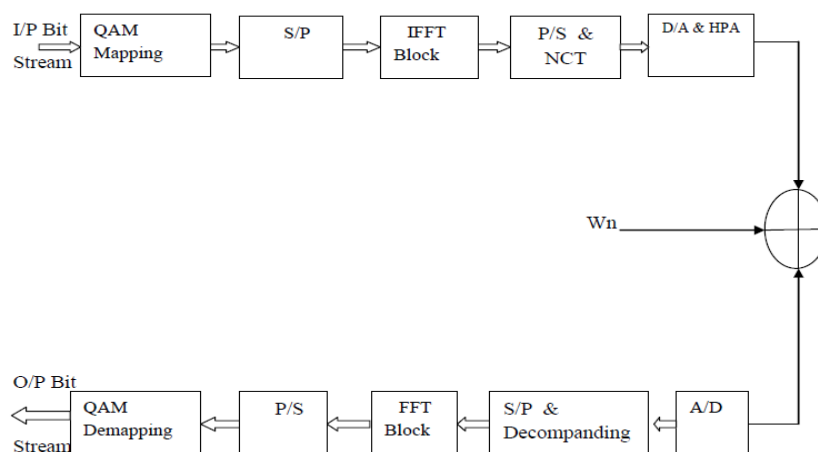 I/P Bit
Stream
QAM
Mapping
S/P
IFFT
Block
P/S &
NCT
D/A & HPA
Wn
O/P Bit
Stream
QAM
Demapping
P/S
FFT
Block
S/P &
Decompanding
A/D